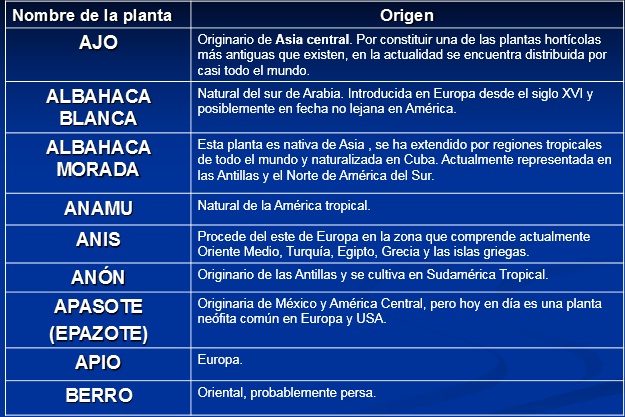 Nombre de la planta
Origen
AJO
Originario de Asia central. Por constituir una de las plantas hortícolas
más antiguas que existen, en la actualidad se encuentra distribuida por
casi todo el mundo.
ALBAHACA
BLANCA
Natural del sur de Arabia. Introducida en Europa desde el siglo XVI y
posiblemente en fecha no lejana en América.
ALBAHACA
MORADA
Esta planta es nativa de Asia , se ha extendido por regiones tropicales
de todo el mundo y naturalizada en Cuba. Actualmente representada en
las Antillas y el Norte de América del Sur.
ANAMU
Natural de la América tropical.
ANIS
Procede del este de Europa en la zona que comprende actualmente
Oriente Medio, Turquía, Egipto, Grecia y las islas griegas.
ANÓN
Originario de las Antillas y se cultiva en Sudamérica Tropical.
APASOTE
(EPAZOTE)
Originaria de México y América Central, pero hoy en día es una planta
neófita común en Europa y USA.
APIO
Europa.
BERRO
Oriental, probablemente persa.